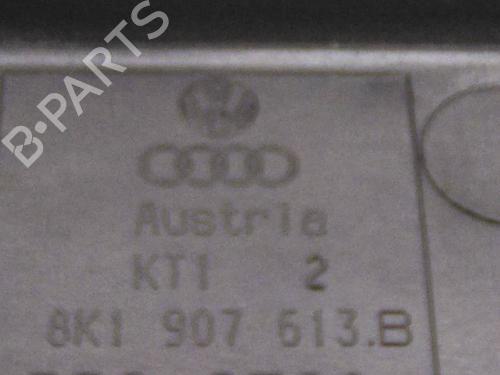 B-PARTS
Austria
KT1 2
8K1 907 613.B